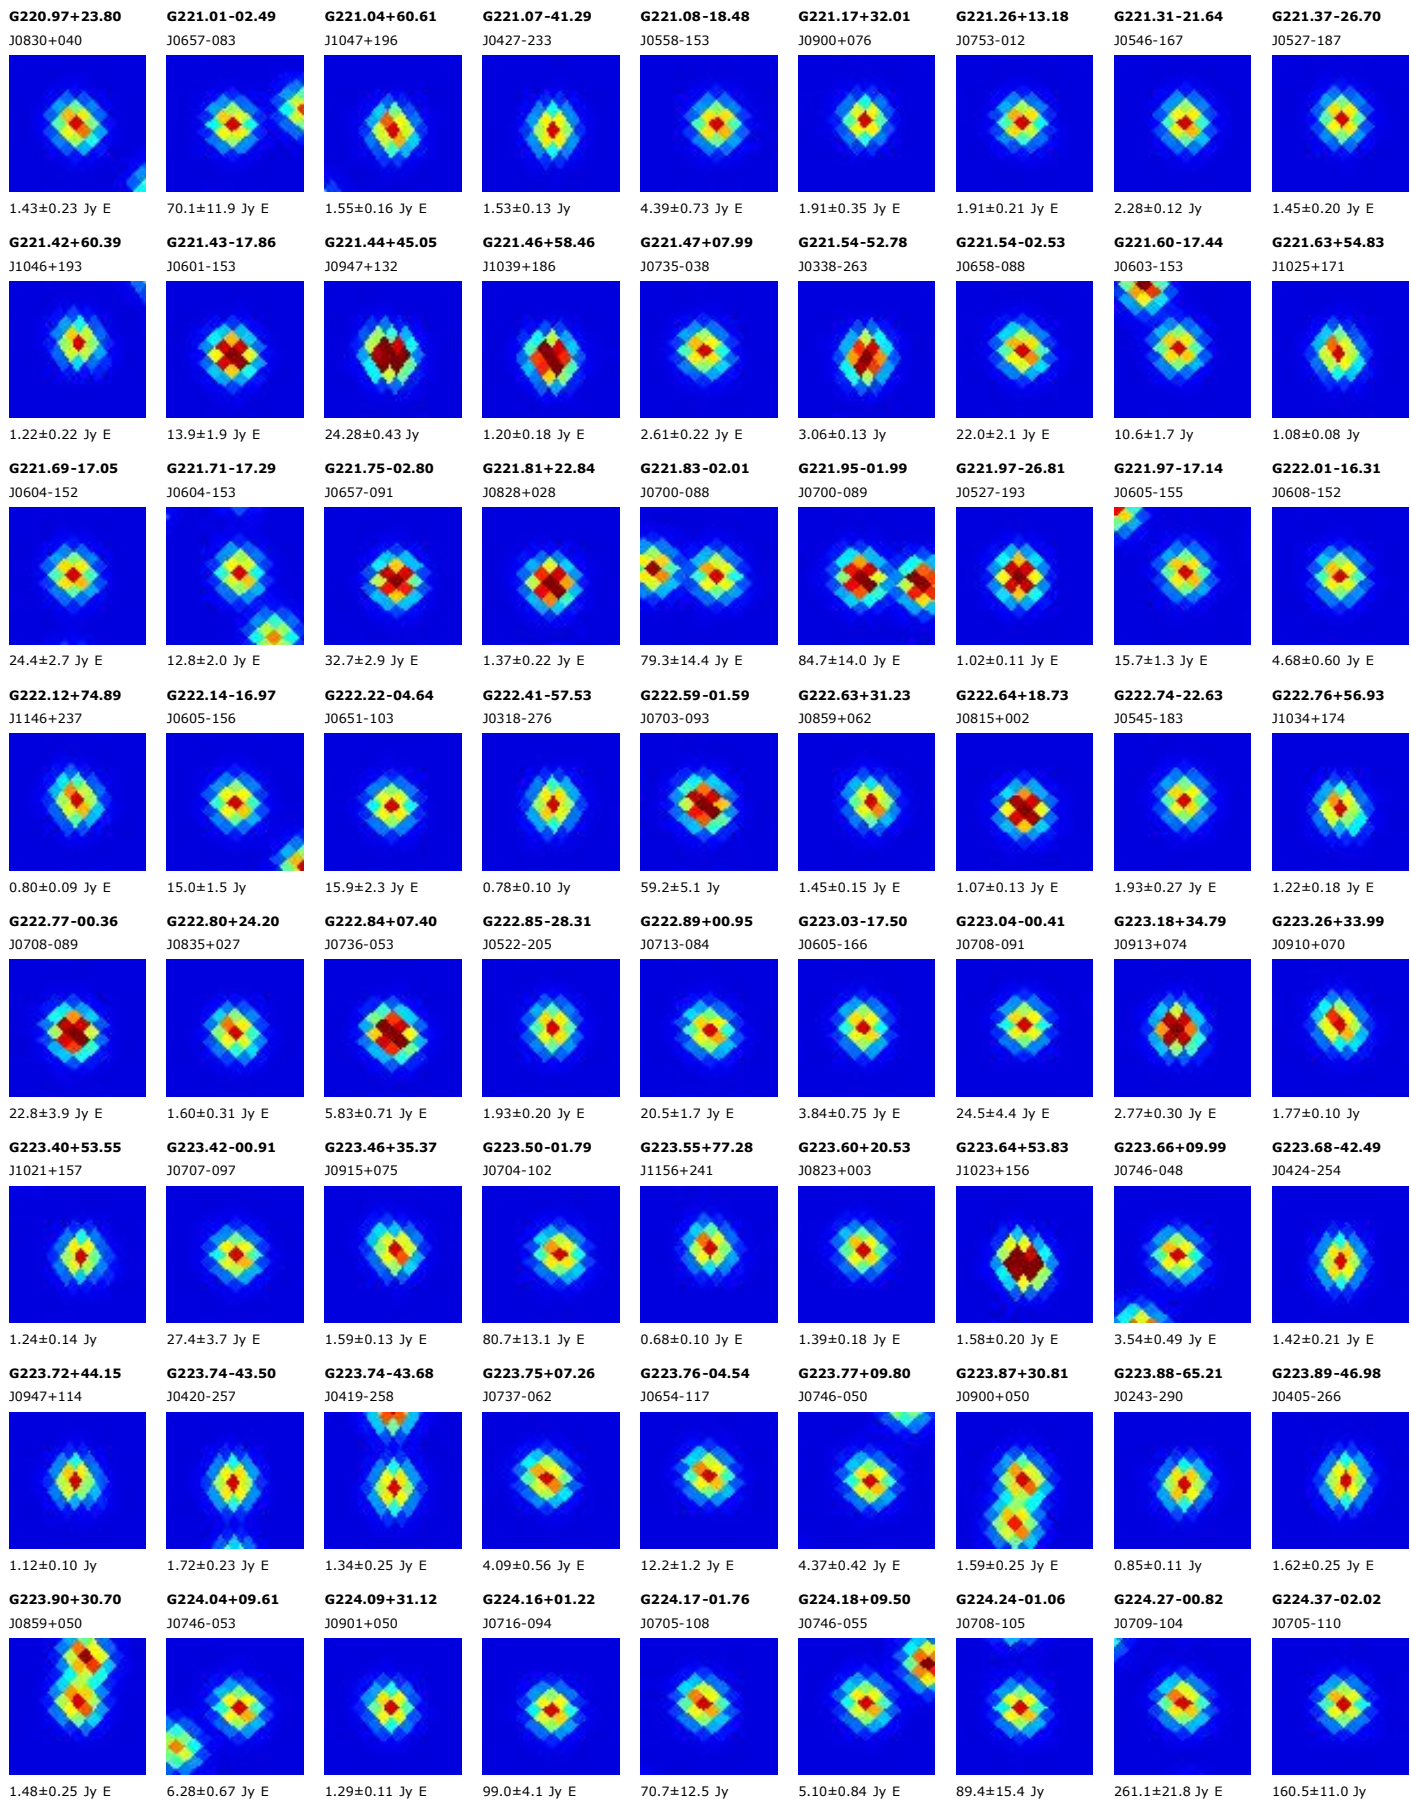 G220.97+23.80 G221.01-02.49 G221.04+60.61 G221.07-41.29 G221.08-18.48 G221.17+32.01 G221.26+13.18 G221.31-21.64 G221.37-26.70
J0830+040 J0657-083 J1047+196 J0427-233 J0558-153 J0900+076 J0753-012 J0546-167 J0527-187
1.43±0.23 Jy E 70.1±11.9 Jy E 1.55±0.16 Jy E 1.53±0.13 Jy 4.39±0.73 Jy E 1.91±0.35 Jy E 1.91±0.21 Jy E 2.28±0.12 Jy 1.45±0.20 Jy E
G221.42+60.39 G221.43-17.86 G221.44+45.05 G221.46+58.46 G221.47+07.99 G221.54-52.78 G221.54-02.53 G221.60-17.44 G221.63+54.83
J1046+193 J0601-153 J0947+132 J1039+186 J0735-038 J0338-263 J0658-088 J0603-153 J1025+171
1.22±0.22 Jy E 13.9±1.9 Jy E 24.28±0.43 Jy 1.20±0.18 Jy E 2.61±0.22 Jy E 3.06±0.13 Jy 22.0±2.1 Jy E 10.6±1.7 Jy 1.08±0.08 Jy
G221.69-17.05 G221.71-17.29 G221.75-02.80 G221.81+22.84 G221.83-02.01 G221.95-01.99 G221.97-26.81 G221.97-17.14 G222.01-16.31
J0604-152 J0604-153 J0657-091 J0828+028 J0700-088 J0700-089 J0527-193 J0605-155 J0608-152
24.4±2.7 Jy E 12.8±2.0 Jy E 32.7±2.9 Jy E 1.37±0.22 Jy E 79.3±14.4 Jy E 84.7±14.0 Jy E 1.02±0.11 Jy E 15.7±1.3 Jy E 4.68±0.60 Jy E
G222.12+74.89 G222.14-16.97 G222.22-04.64 G222.41-57.53 G222.59-01.59 G222.63+31.23 G222.64+18.73 G222.74-22.63 G222.76+56.93
J1146+237 J0605-156 J0651-103 J0318-276 J0703-093 J0859+062 J0815+002 J0545-183 J1034+174
0.80±0.09 Jy E 15.0±1.5 Jy 15.9±2.3 Jy E 0.78±0.10 Jy 59.2±5.1 Jy 1.45±0.15 Jy E 1.07±0.13 Jy E 1.93±0.27 Jy E 1.22±0.18 Jy E
G222.77-00.36 G222.80+24.20 G222.84+07.40 G222.85-28.31 G222.89+00.95 G223.03-17.50 G223.04-00.41 G223.18+34.79 G223.26+33.99
J0708-089 J0835+027 J0736-053 J0522-205 J0713-084 J0605-166 J0708-091 J0913+074 J0910+070
22.8±3.9 Jy E 1.60±0.31 Jy E 5.83±0.71 Jy E 1.93±0.20 Jy E 20.5±1.7 Jy E 3.84±0.75 Jy E 24.5±4.4 Jy E 2.77±0.30 Jy E 1.77±0.10 Jy
G223.40+53.55 G223.42-00.91 G223.46+35.37 G223.50-01.79 G223.55+77.28 G223.60+20.53 G223.64+53.83 G223.66+09.99 G223.68-42.49
J1021+157 J0707-097 J0915+075 J0704-102 J1156+241 J0823+003 J1023+156 J0746-048 J0424-254
1.24±0.14 Jy 27.4±3.7 Jy E 1.59±0.13 Jy E 80.7±13.1 Jy E 0.68±0.10 Jy E 1.39±0.18 Jy E 1.58±0.20 Jy E 3.54±0.49 Jy E 1.42±0.21 Jy E
G223.72+44.15 G223.74-43.50 G223.74-43.68 G223.75+07.26 G223.76-04.54 G223.77+09.80 G223.87+30.81 G223.88-65.21 G223.89-46.98
J0947+114 J0420-257 J0419-258 J0737-062 J0654-117 J0746-050 J0900+050 J0243-290 J0405-266
1.12±0.10 Jy 1.72±0.23 Jy E 1.34±0.25 Jy E 4.09±0.56 Jy E 12.2±1.2 Jy E 4.37±0.42 Jy E 1.59±0.25 Jy E 0.85±0.11 Jy 1.62±0.25 Jy E
G223.90+30.70 G224.04+09.61 G224.09+31.12 G224.16+01.22 G224.17-01.76 G224.18+09.50 G224.24-01.06 G224.27-00.82 G224.37-02.02
J0859+050 J0746-053 J0901+050 J0716-094 J0705-108 J0746-055 J0708-105 J0709-104 J0705-110
1.48±0.25 Jy E 6.28±0.67 Jy E 1.29±0.11 Jy E 99.0±4.1 Jy E 70.7±12.5 Jy 5.10±0.84 Jy E 89.4±15.4 Jy 261.1±21.8 Jy E 160.5±11.0 Jy